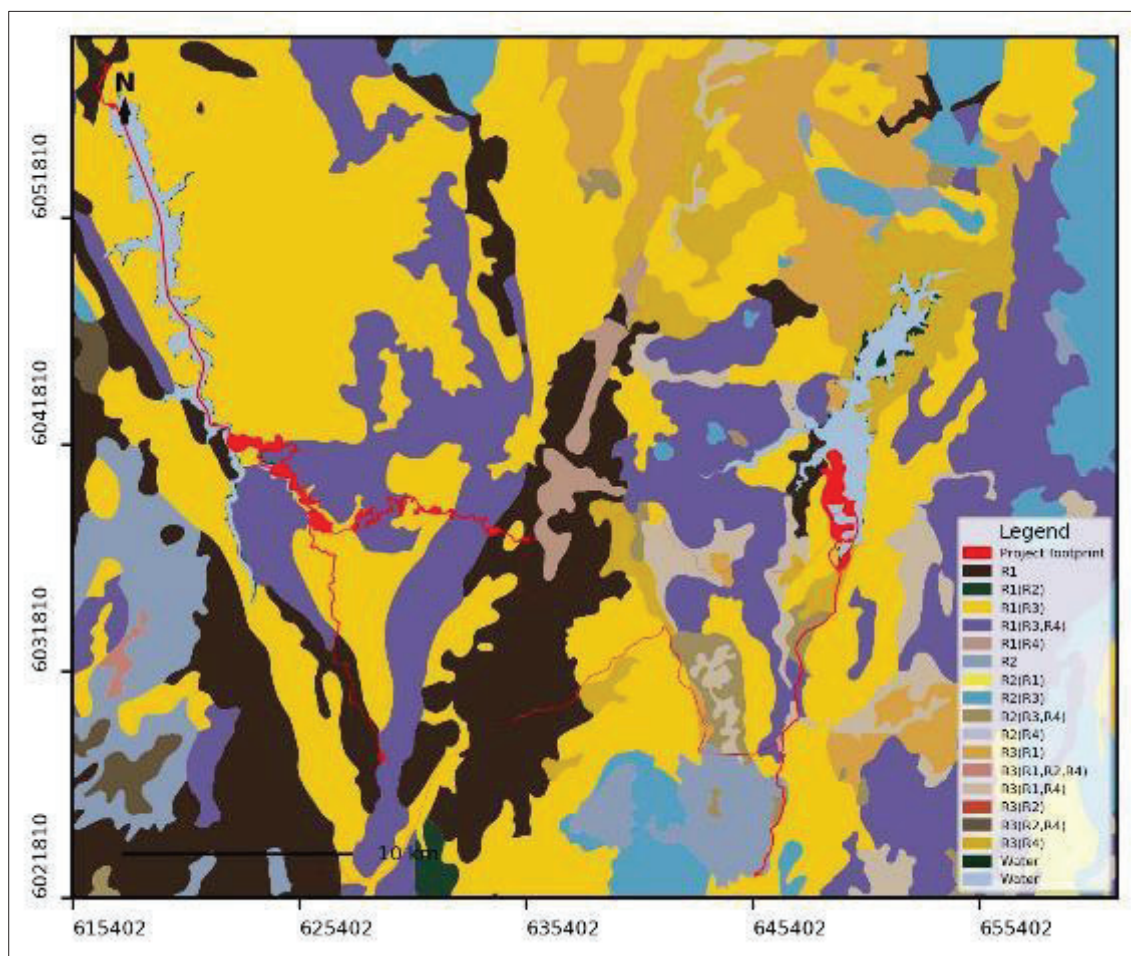 N
6051810
6041810
6031810
6021810
10 km
615402
625402
635402
645402
655402
Legend
Project footprint
R1
R1(R2)
R1(R3)
R1(R3,R4)
R1(R4)
R2
R2(R1)
R2(R3)
R2(R3,R4)
R2(R4)
R3(R1)
R3(R1,R2,R4)
R3(R1,R4)
R3(R2)
R3(R2,R4)
R3(R4)
Water
Water